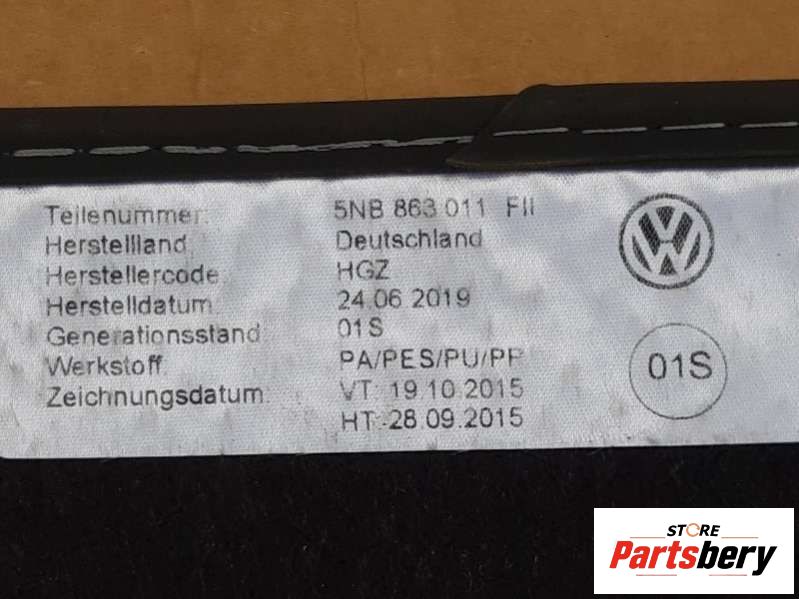 Teilenummer: 5NB 863 011 FII
Herstellland: Deutschland
Herstellercode: HGZ
Herstelldatum: 24.06.2019
Generationsstand: 01S
Werkstoff: PA/PES/PU/PP
Zeichnungsdatum: VT: 19.10.2015
HT: 28.09.2015
VW
01S
STORE
Partsbery